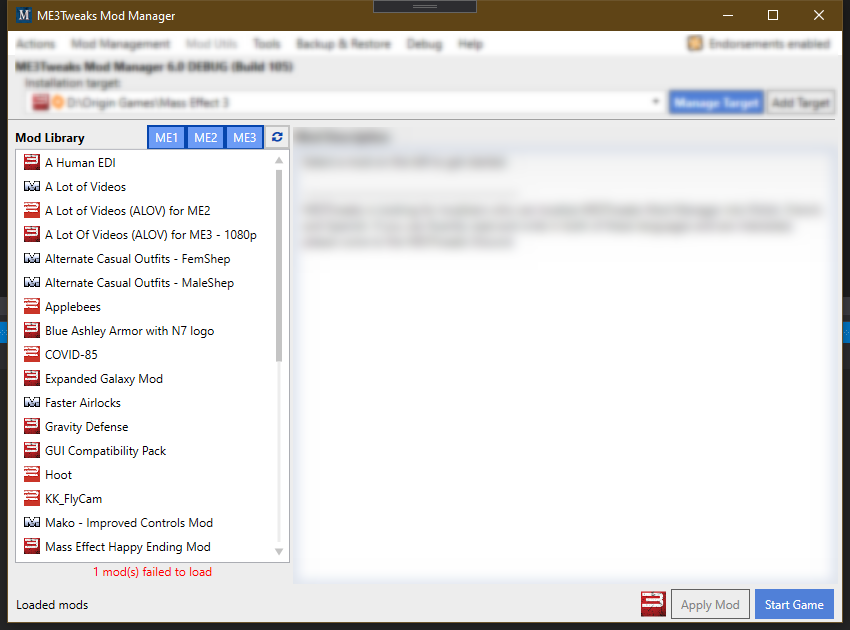 ME3Tweaks Mod Manager
Actions Mod Management Mod Utils Tools Backup & Restore Debug Help Endorsements enabled
ME3Tweaks Mod Manager 6.0 DEBUG (Build 105)
Installation target:
D:\Origin Games\Mass Effect 3 Manage Target Add Target
Mod Library ME1 ME2 ME3
A Human EDI
A Lot of Videos
A Lot of Videos (ALOV) for ME2
A Lot Of Videos (ALOV) for ME3 - 1080p
Alternate Casual Outfits - FemShep
Alternate Casual Outfits - MaleShep
Applebees
Blue Ashley Armor with N7 logo
COVID-85
Expanded Galaxy Mod
Faster Airlocks
Gravity Defense
GUI Compatibility Pack
Hoot
KK_FlyCam
Mako - Improved Controls Mod
Mass Effect Happy Ending Mod
1 mod(s) failed to load
Loaded mods 3 Apply Mod Start Game